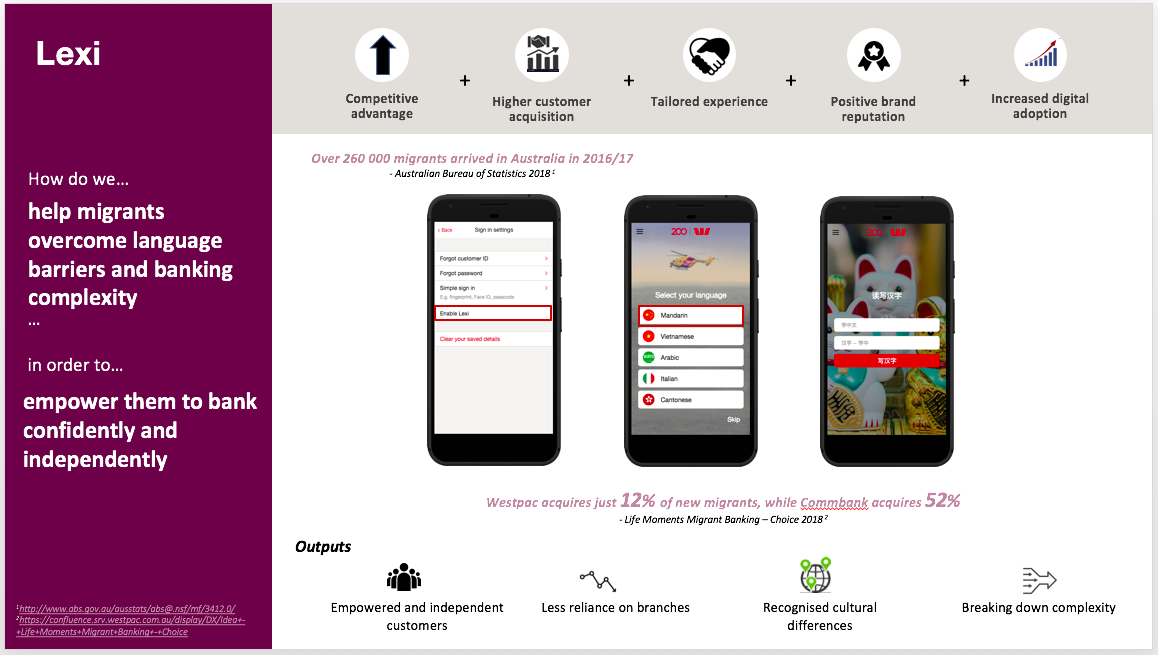 Lexi
How do we...
help migrants
overcome language
barriers and banking
complexity
...
in order to...
empower them to bank
confidently and
independently
¹http://www.abs.gov.au/ausstats/abs@.nsf/mf/3412.0/
²https://confluence.srv.westpac.com.au/display/DX/Idea+-
+Life+Moments+Migrant+Banking+-+Choice
Competitive
advantage
+
Higher customer
acquisition
+
Tailored experience
+
Positive brand
reputation
+
Increased digital
adoption
Over 260 000 migrants arrived in Australia in 2016/17
- Australian Bureau of Statistics 2018 ¹
Back
Sign in settings
Forgot customer ID
Forgot password
Simple sign in
E.g. fingerprint, Face ID, passcode
Enable Lexi
Clear your saved details
200
Select your language
Mandarin
Vietnamese
Arabic
Italian
Cantonese
Skip
200
读写汉字
学中文
汉字 - 学中
写汉字
Westpac acquires just 12% of new migrants, while Commbank acquires 52%
- Life Moments Migrant Banking – Choice 2018 ²
Outputs
Empowered and independent
customers
Less reliance on branches
Recognised cultural
differences
Breaking down complexity